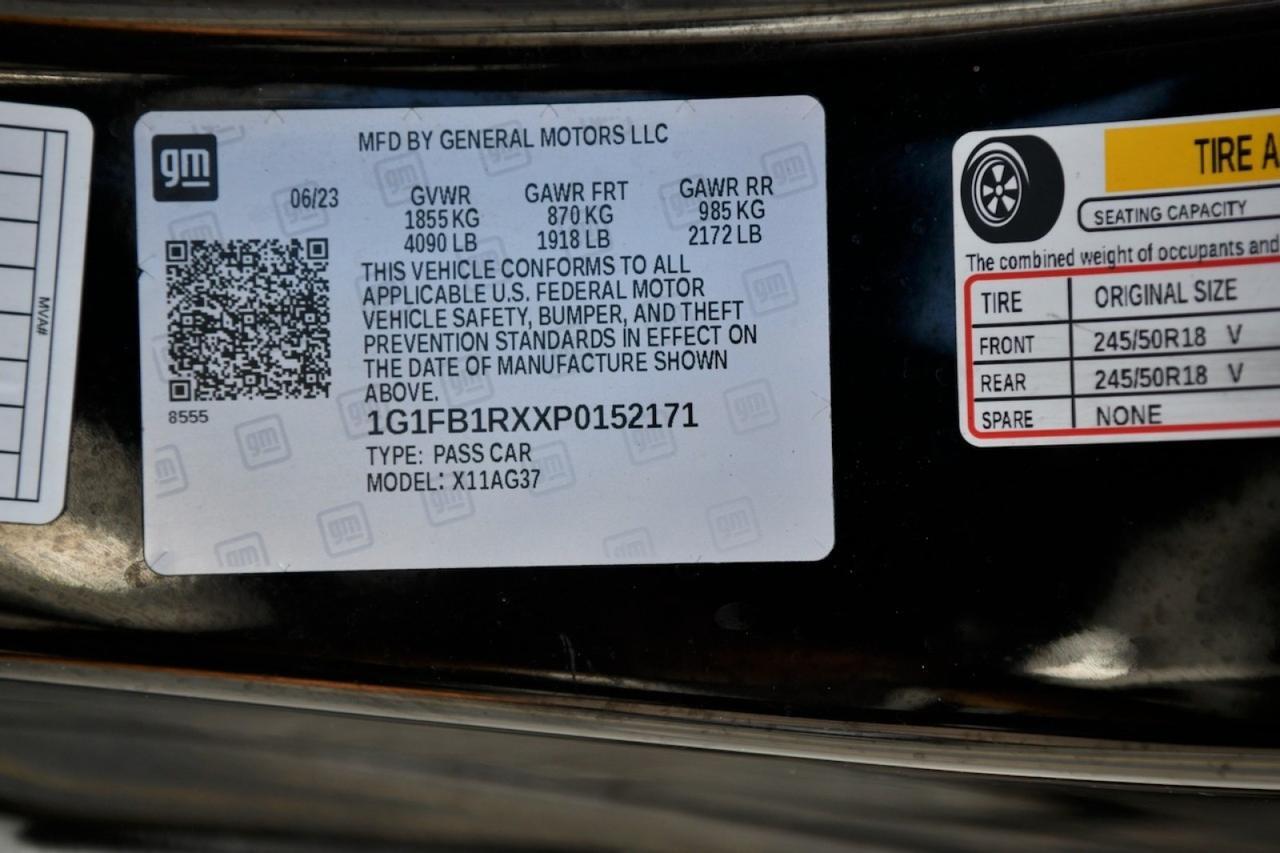 MVA#
gm
MFD BY GENERAL MOTORS LLC
06/23 GVWR GAWR FRT GAWR RR
1855 KG 870 KG 985 KG
4090 LB 1918 LB 2172 LB
THIS VEHICLE CONFORMS TO ALL
APPLICABLE U.S. FEDERAL MOTOR
VEHICLE SAFETY, BUMPER, AND THEFT
PREVENTION STANDARDS IN EFFECT ON
THE DATE OF MANUFACTURE SHOWN
ABOVE.
8555
1G1FB1RXXP0152171
TYPE: PASS CAR
MODEL: X11AG37
TIRE A
SEATING CAPACITY
The combined weight of occupants and
TIRE ORIGINAL SIZE
FRONT 245/50R18 V
REAR 245/50R18 V
SPARE NONE